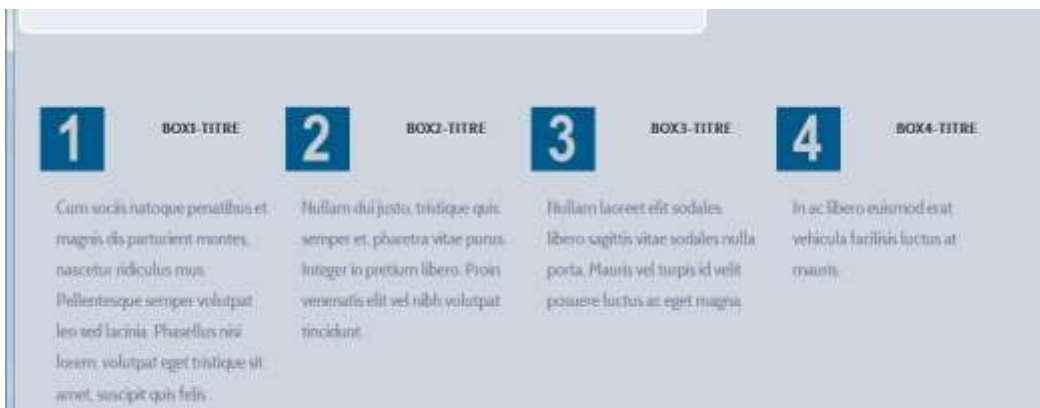 1
BOX1-TITRE
Cum sociis natoque penatibus et
magnis dis parturient montes,
nascetur ridiculus mus.
Pellentesque semper volutpat
leo sed lacinia. Phasellus nisi
lorem, volutpat eget tristique sit
amet, suscipit quis felis.
2
BOX2-TITRE
Nullam dui justo, tristique quis
semper et, pharetra vitae purus.
Integer in pretium libero. Proin
venenatis elit vel nibh volutpat
tincidunt.
3
BOX3-TITRE
Nullam laoreet elit sodales
libero sagittis vitae sodales nulla
porta. Mauris vel turpis id velit
posuere luctus ac eget magna.
4
BOX4-TITRE
In ac libero euismod erat
vehicula facilisis luctus at
mauris.